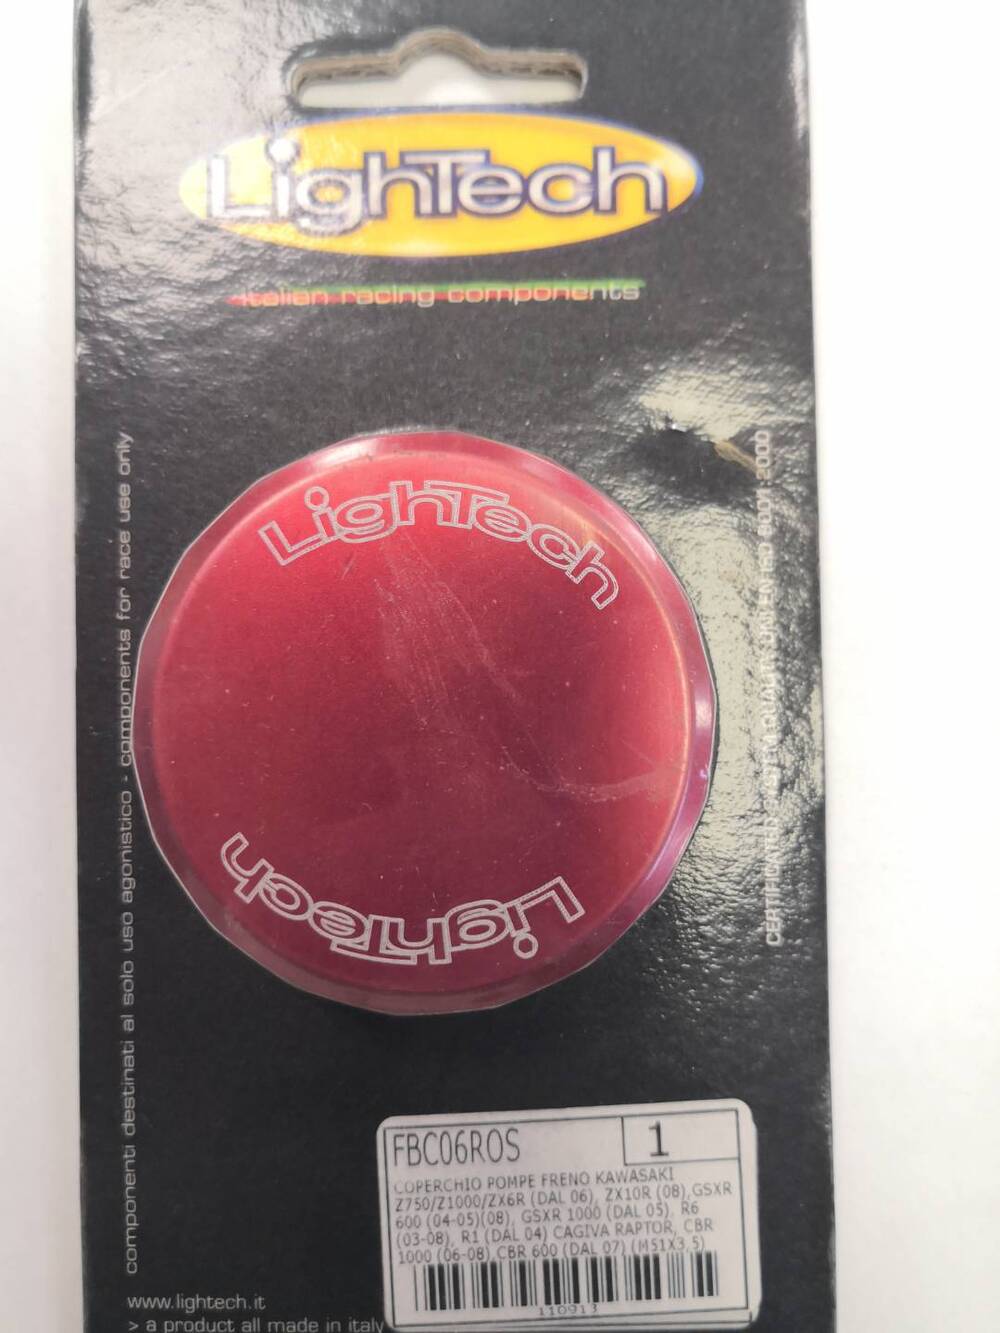 LighTech
italian racing components
componenti destinati al solo uso agonistico - components for race use only
LighTech
LighTech
FBC06ROS
1
COPERCHIO POMPE FRENO KAWASAKI
Z750/Z1000/ZX6R (DAL 06), ZX10R (08),GSXR
600 (04-05)(08), GSXR 1000 (DAL 05), R6
(03-08), R1 (DAL 04) CAGIVA RAPTOR, CBR
1000 (06-08),CBR 600 (DAL 07) (M51X3,5)
110913
www.lightech.it
> a product all made in italy